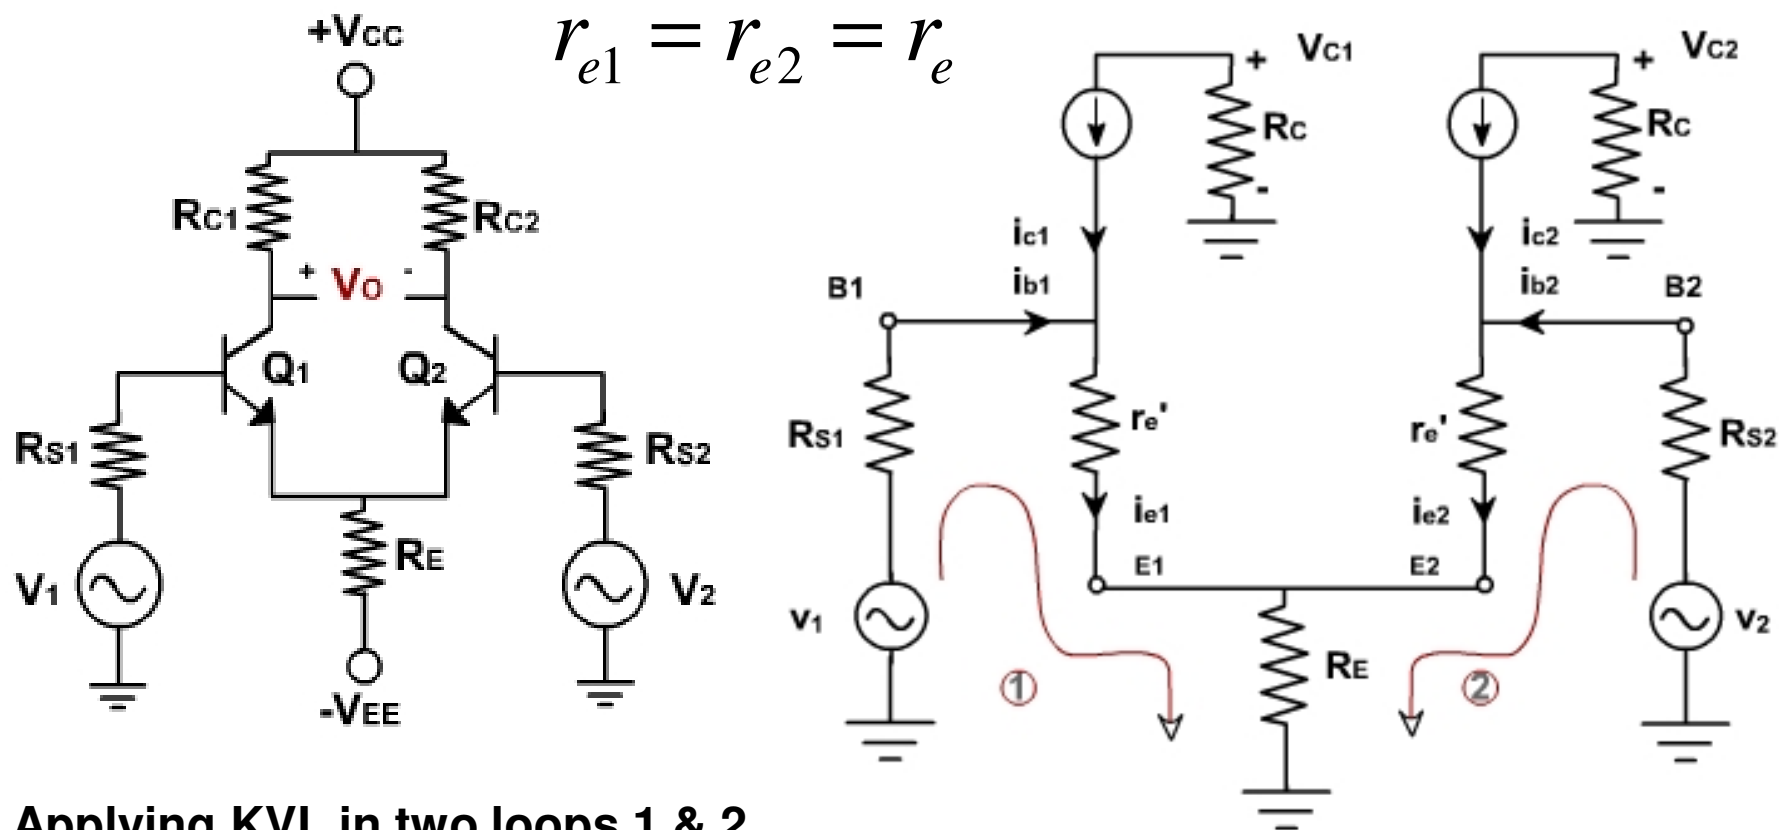 +VCC
r_e1 = r_e2 = r_e
RC1
RC2
+ VO -
Q1
Q2
RS1
RS2
RE
V1
V2
-VEE
+ VC1
RC
-
+ VC2
RC
-
ic1
ib1
B1
ic2
ib2
B2
RS1
re'
re'
RS2
ie1
ie2
E1
E2
v1
v2
RE
1
2
Applying KVL in two loops 1 & 2